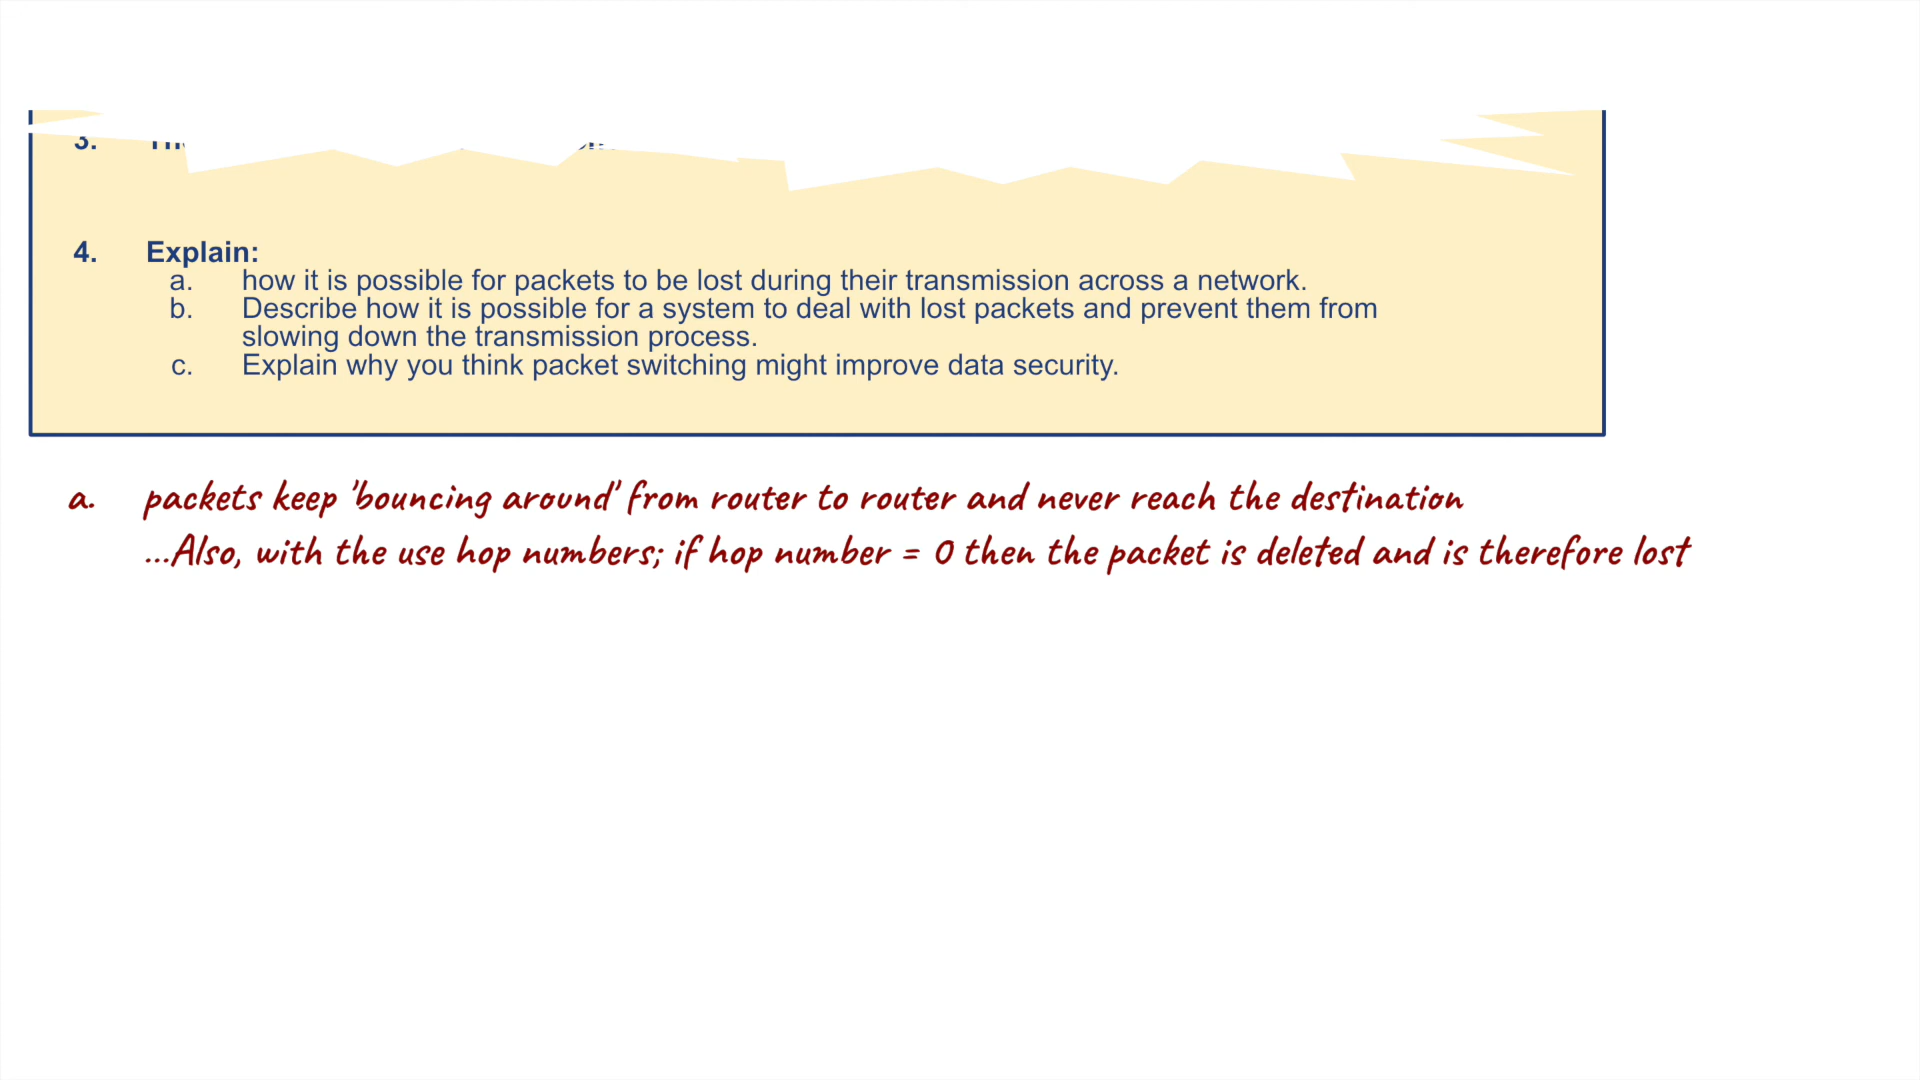 3.
4. Explain:
a. how it is possible for packets to be lost during their transmission across a network.
b. Describe how it is possible for a system to deal with lost packets and prevent them from
slowing down the transmission process.
c. Explain why you think packet switching might improve data security.
a. packets keep 'bouncing around' from router to router and never reach the destination
...Also, with the use hop numbers; if hop number = 0 then the packet is deleted and is therefore lost